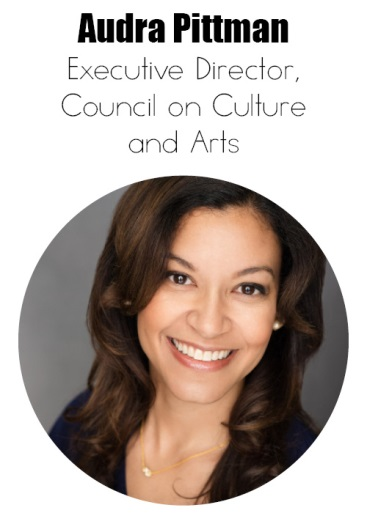 Audra Pittman
Executive Director,
Council on Culture
and Arts